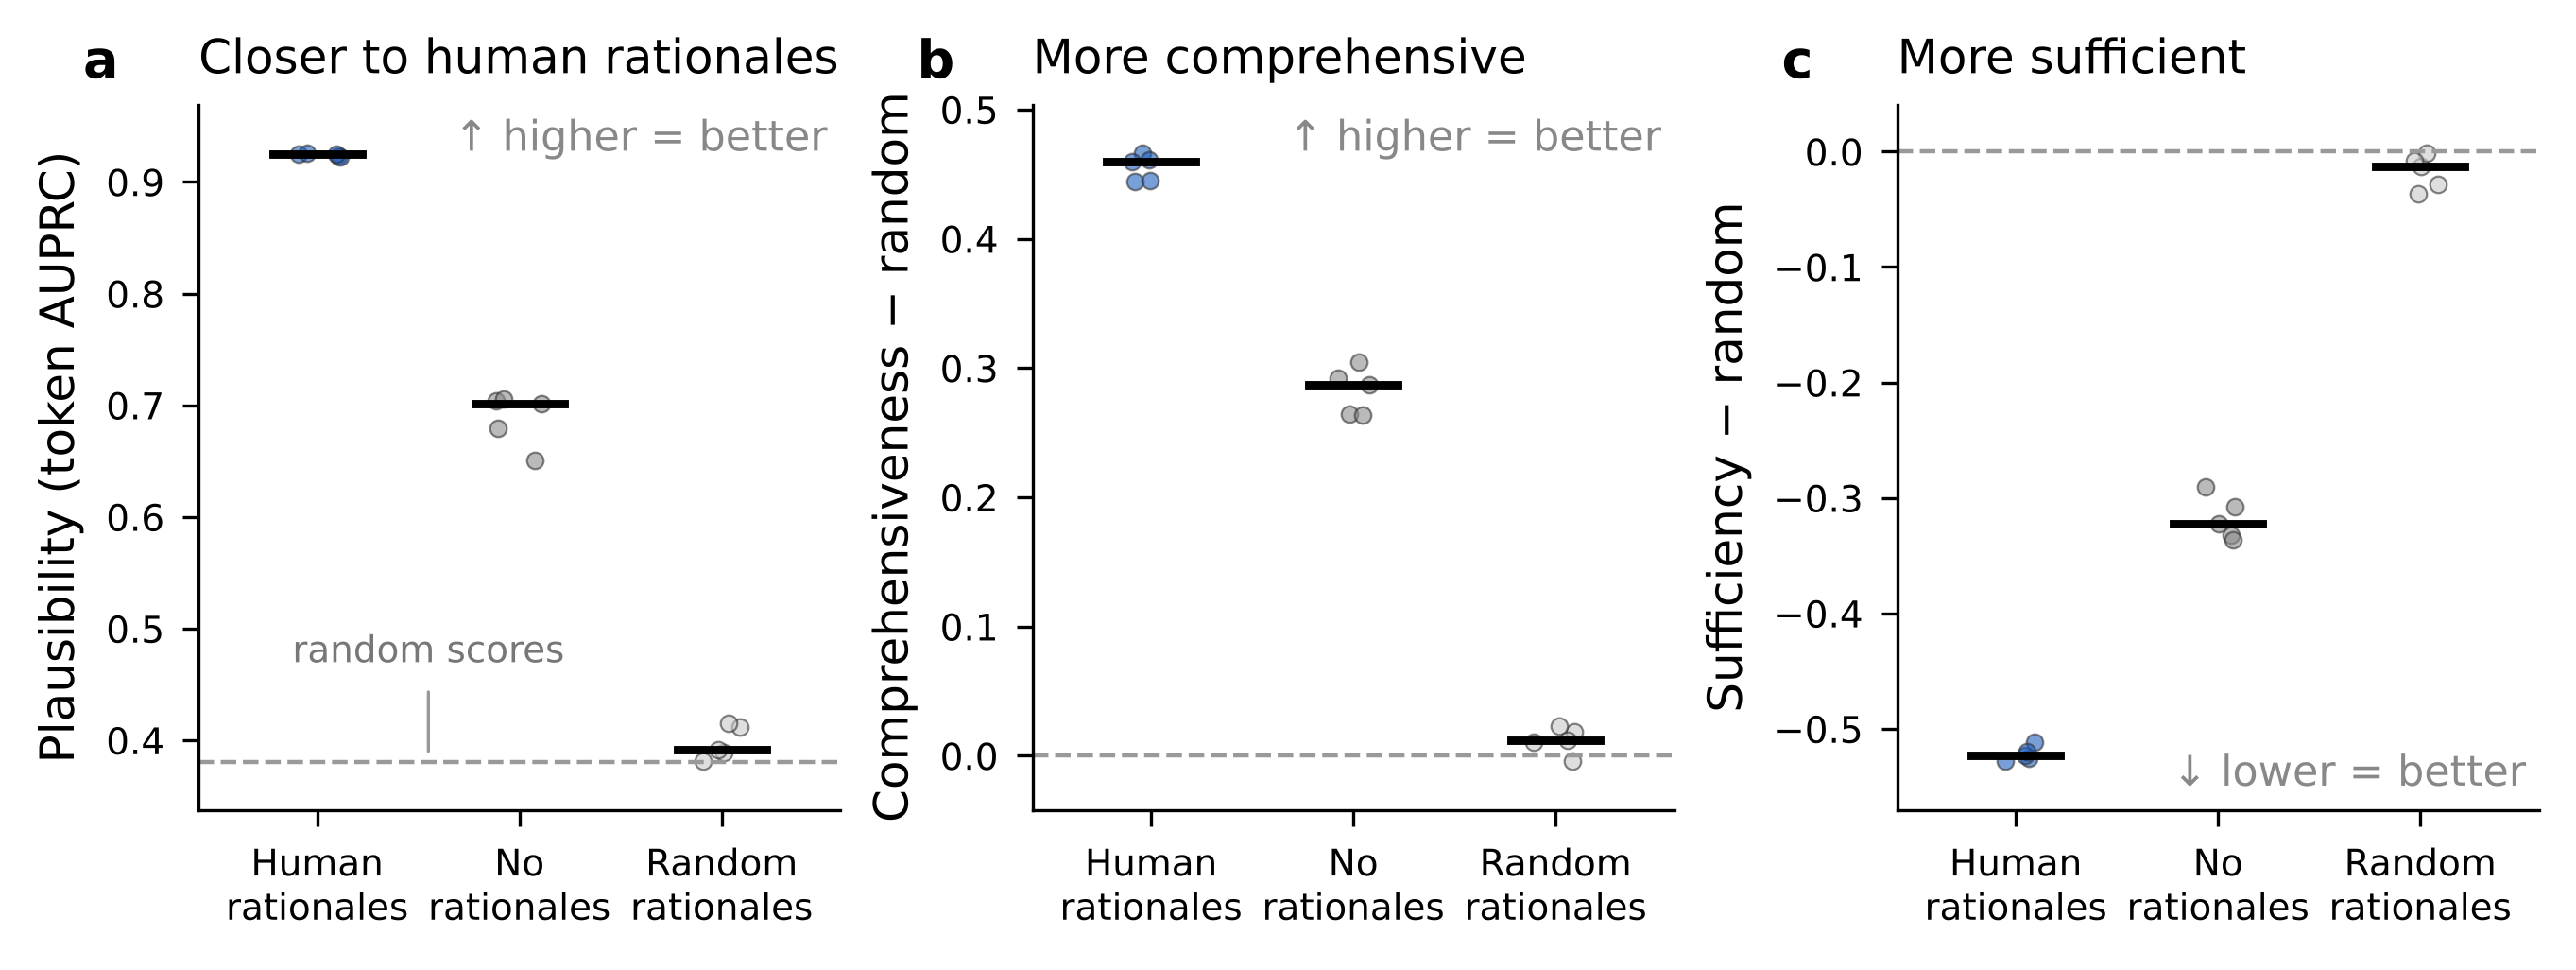 a Closer to human rationales
Plausibility (token AUPRC)
↑ higher = better
0.9
0.8
0.7
0.6
0.5
0.4
random scores
Human
rationales
No
rationales
Random
rationales
b More comprehensive
Comprehensiveness − random
↑ higher = better
0.5
0.4
0.3
0.2
0.1
0.0
Human
rationales
No
rationales
Random
rationales
c More sufficient
Sufficiency − random
0.0
−0.1
−0.2
−0.3
−0.4
−0.5
↓ lower = better
Human
rationales
No
rationales
Random
rationales